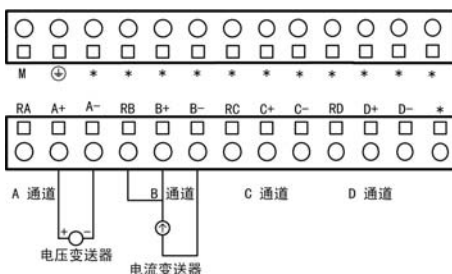 M ⏚ * * * * * * * * * * *
RA A+ A- RB B+ B- RC C+ C- RD D+ D- *
A 通道 B 通道 C 通道 D 通道
+ -
电压变送器
电流变送器